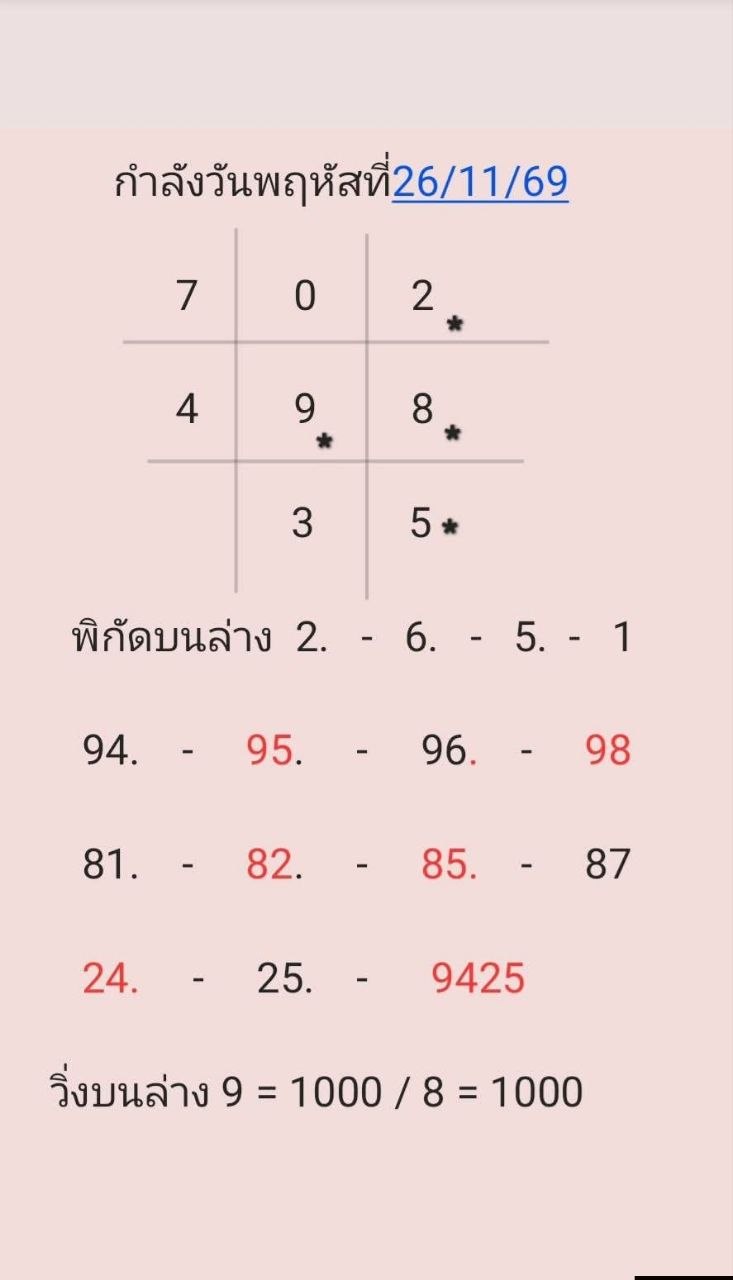 กำลังวันพฤหัสที่26/11/69
7 0 2*
4 9* 8*
3 5*
พิกัดบนล่าง 2. - 6. - 5. - 1
94. - 95. - 96. - 98
81. - 82. - 85. - 87
24. - 25. - 9425
วิ่งบนล่าง 9 = 1000 / 8 = 1000